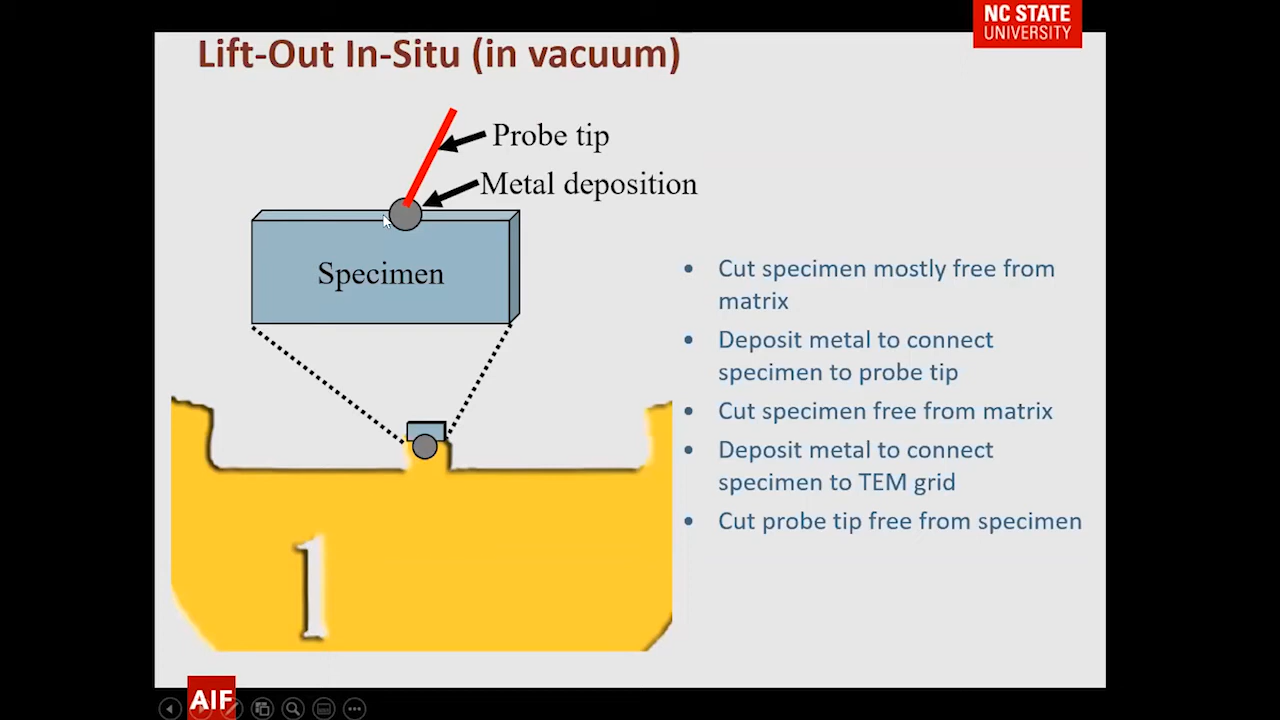 NC STATE
UNIVERSITY
Lift-Out In-Situ (in vacuum)
Probe tip
Metal deposition
Specimen
• Cut specimen mostly free from
matrix
• Deposit metal to connect
specimen to probe tip
• Cut specimen free from matrix
• Deposit metal to connect
specimen to TEM grid
• Cut probe tip free from specimen
1
AIF